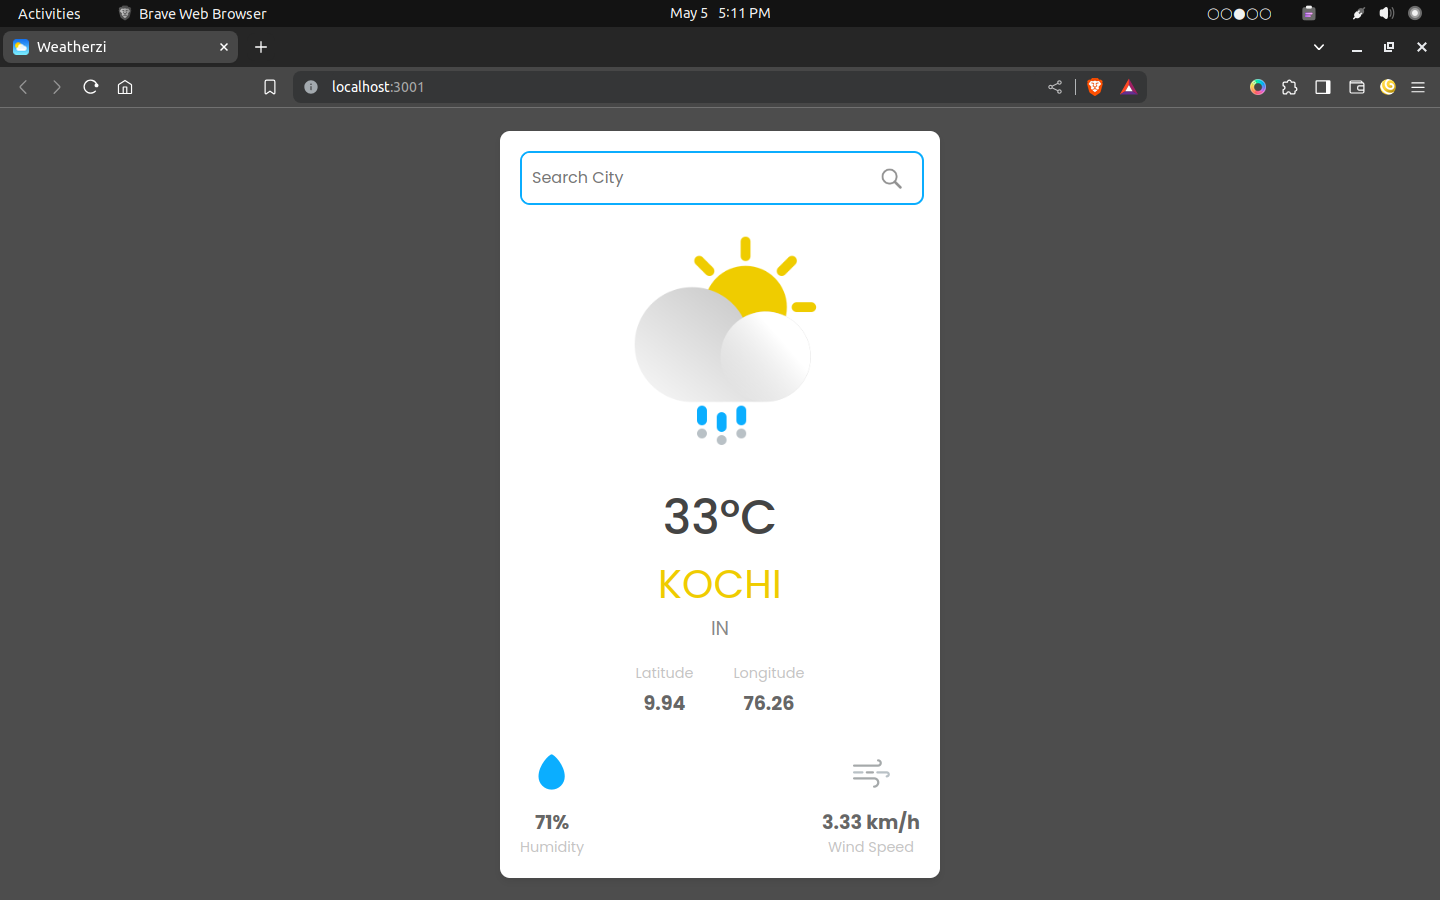 Activities Brave Web Browser May 5 5:11 PM
Weatherzi
localhost:3001
Search City
33°C
KOCHI
IN
Latitude Longitude
9.94 76.26
71% 3.33 km/h
Humidity Wind Speed